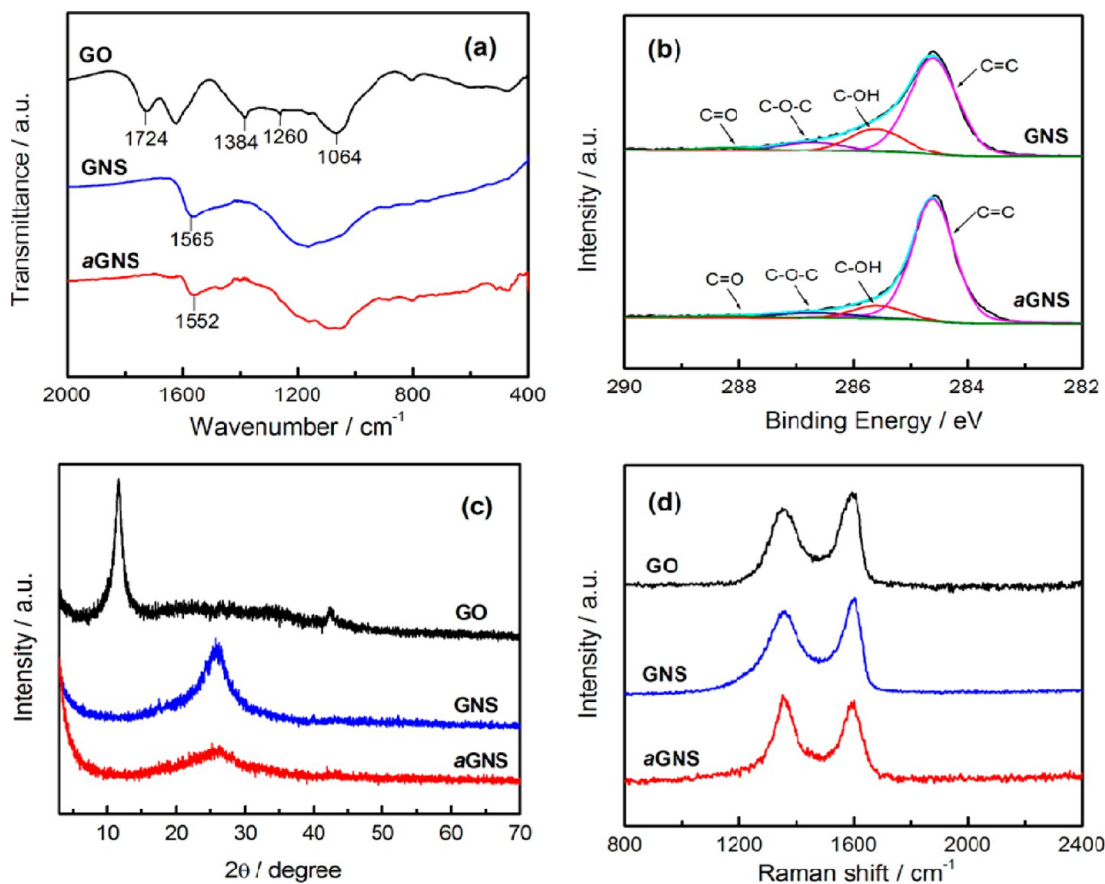 (a)
GO
1724
1384
1260
1064
GNS
1565
aGNS
1552
Transmittance / a.u.
2000 1600 1200 800 400
Wavenumber / cm⁻¹
(b)
C=C
C-OH
C-O-C
C=O
GNS
C=C
C-OH
C-O-C
C=O
aGNS
Intensity / a.u.
290 288 286 284 282
Binding Energy / eV
(c)
GO
GNS
aGNS
Intensity / a.u.
10 20 30 40 50 60 70
2θ / degree
(d)
GO
GNS
aGNS
Intensity / a.u.
800 1200 1600 2000 2400
Raman shift / cm⁻¹